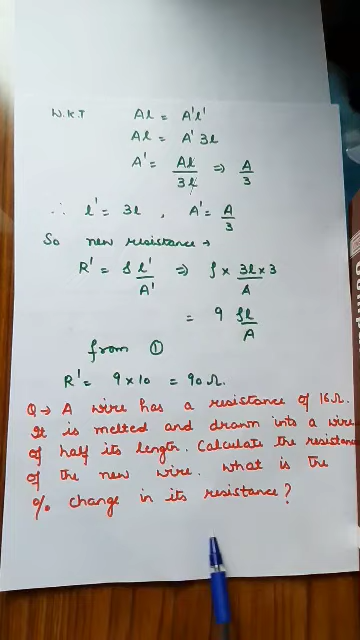 W.K.T Al = A'l'
Al = A' 3l
A' = Al/3l ⇒ A/3
∴ l' = 3l , A' = A/3
So new resistance →
R' = ρ l'/A' ⇒ ρ × 3l×3/A
= 9 ρl/A
from ①
R' = 9 × 10 = 90 Ω.
Q → A wire has a resistance of 16Ω.
It is melted and drawn into a wire
of half its length. Calculate the resistance
of the new wire. What is the
% change in its resistance?